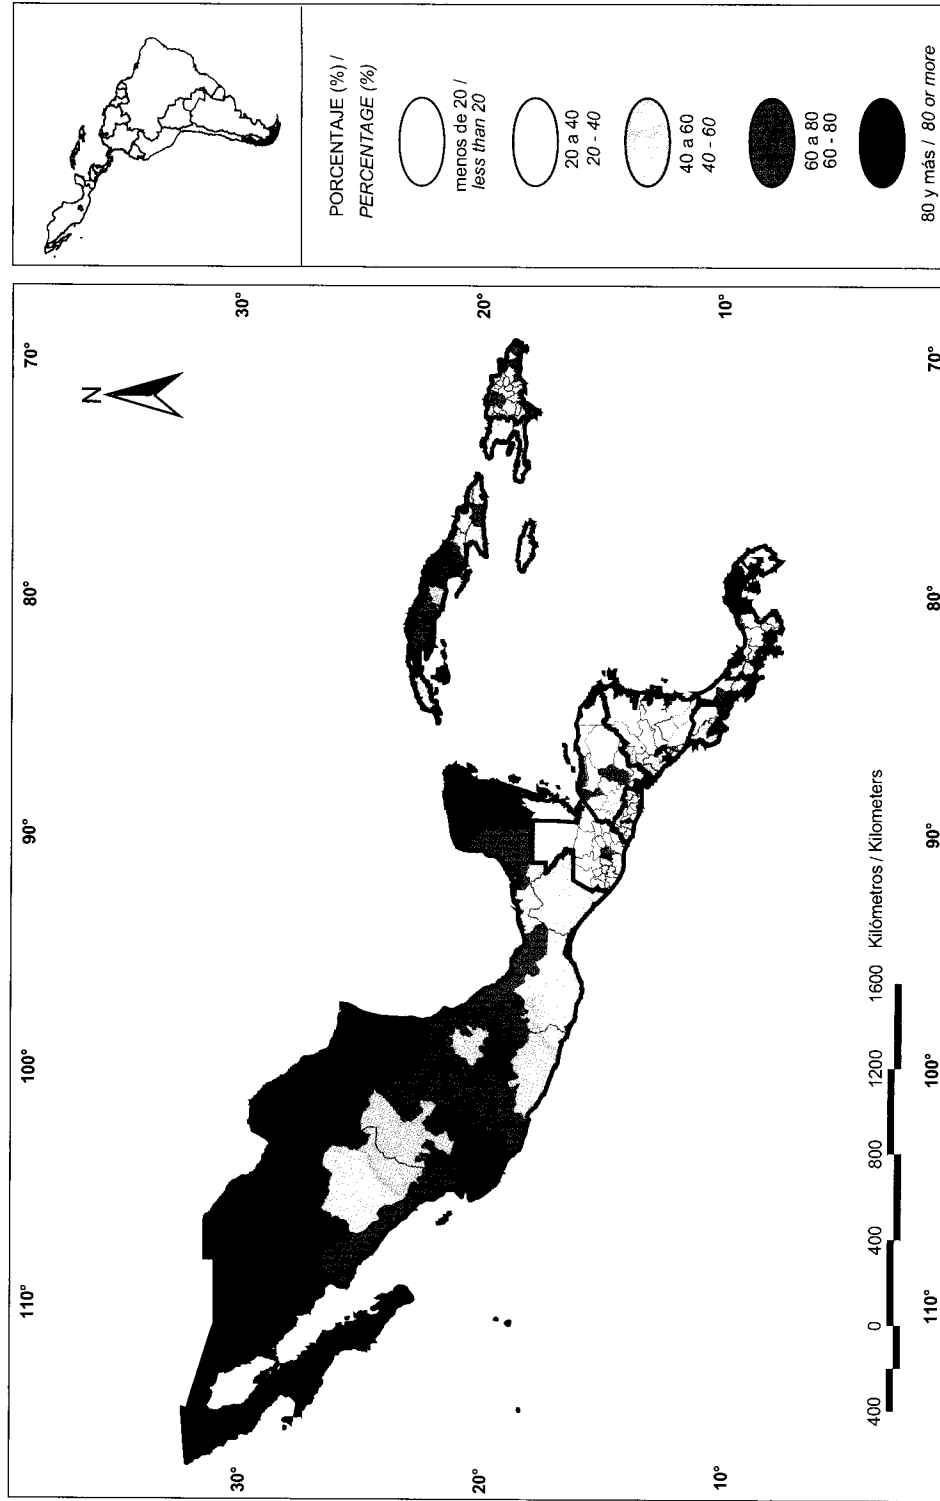 PORCENTAJE (%) /
PERCENTAGE (%)
menos de 20 /
less than 20
20 a 40
20 - 40
40 a 60
40 - 60
60 a 80
60 - 80
80 y más / 80 or more
N
110°
100°
90°
80°
70°
30°
20°
10°
30°
20°
10°
110°
100°
90°
80°
70°
400
0
400
800
1200
1600
Kilómetros / Kilometers